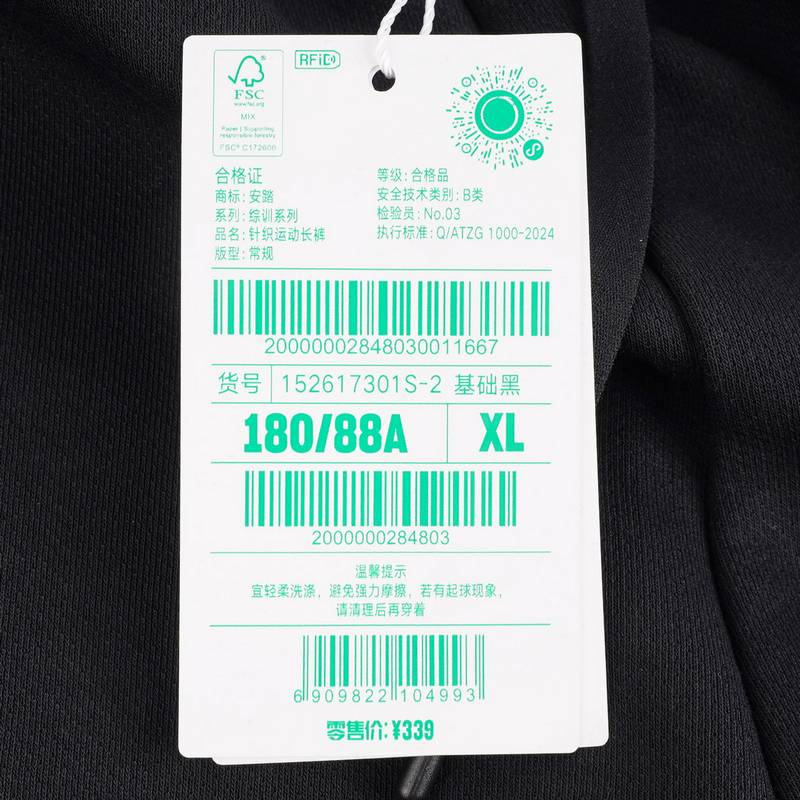 RFiD
FSC
www.fsc.org
MIX
Paper | Supporting
responsible forestry
FSC® C172600
合格证
商标: 安踏
系列: 综训系列
品名: 针织运动长裤
版型: 常规
等级: 合格品
安全技术类别: B类
检验员: No.03
执行标准: Q/ATZG 1000-2024
20000002848030011667
货号 152617301S-2 基础黑
180/88A XL
2000000284803
温馨提示
宜轻柔洗涤，避免强力摩擦，若有起球现象，
请清理后再穿着
6 909822 104993
零售价: ¥339